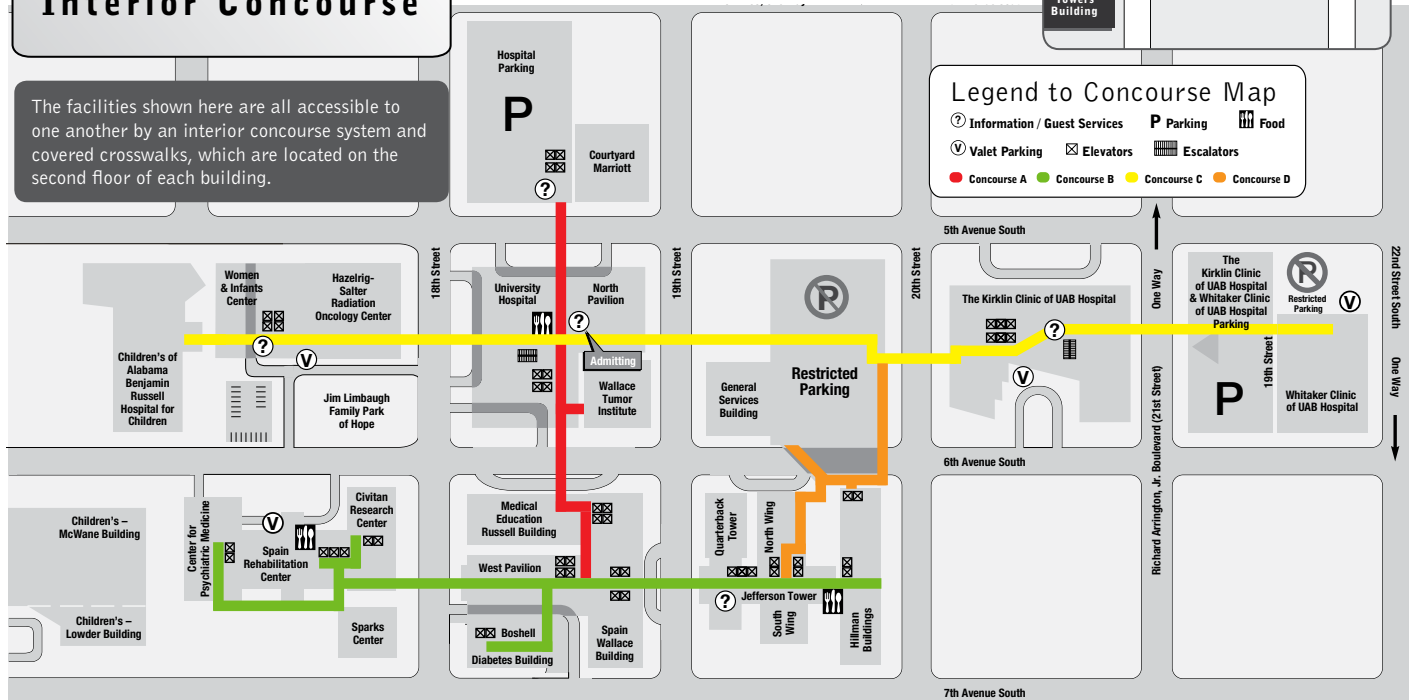 Interior Concourse
The facilities shown here are all accessible to
one another by an interior concourse system and
covered crosswalks, which are located on the
second floor of each building.
Towers
Building
Legend to Concourse Map
? Information / Guest Services
P Parking
Food
V Valet Parking
Elevators
Escalators
Concourse A
Concourse B
Concourse C
Concourse D
Hospital
Parking
P
Courtyard
Marriott
?
5th Avenue South
18th Street
19th Street
20th Street
One Way
22nd Street South
One Way
Women
& Infants
Center
Hazelrig-
Salter
Radiation
Oncology Center
University
Hospital
North
Pavilion
?
?
V
Admitting
P
The Kirklin Clinic of UAB Hospital
?
V
The
Kirklin Clinic
of UAB Hospital
& Whitaker Clinic
of UAB Hospital
Parking
P
Restricted
Parking
V
Children's of
Alabama
Benjamin
Russell
Hospital for
Children
Jim Limbaugh
Family Park
of Hope
Wallace
Tumor
Institute
General
Services
Building
Restricted
Parking
19th Street
P
Whitaker Clinic
of UAB Hospital
6th Avenue South
Richard Arrington, Jr. Boulevard (21st Street)
Children's –
McWane Building
Children's –
Lowder Building
Center for
Psychiatric Medicine
V
Spain
Rehabilitation
Center
Civitan
Research
Center
Sparks
Center
Medical
Education
Russell Building
West Pavilion
Boshell
Diabetes Building
Spain
Wallace
Building
Quarterback
Tower
North Wing
?
Jefferson Tower
South
Wing
Hillman
Buildings
7th Avenue South